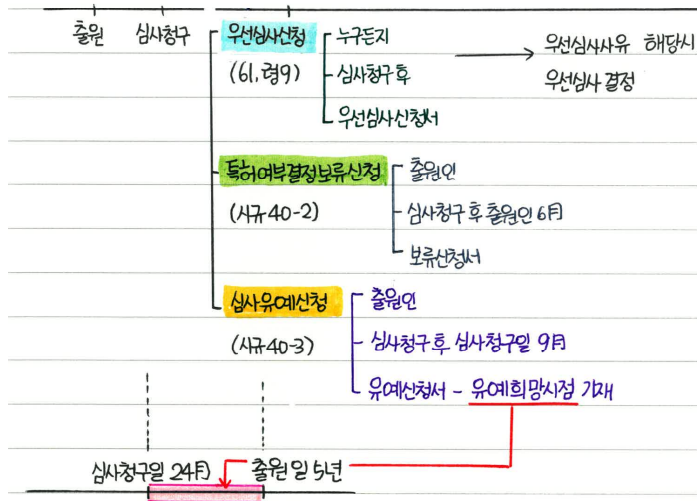 출원 심사청구
우선심사신청
(61, 령9)
누구든지
심사청구 후
우선심사신청서
우선심사사유 해당시
우선심사 결정
특허여부결정보류신청
(시규 40-2)
출원인
심사청구 후 출원인 6月
보류신청서
심사유예신청
(시규 40-3)
출원인
심사청구 후 심사청구일 9月
유예신청서 - 유예희망시점 기재
심사청구일 24月 출원일 5년